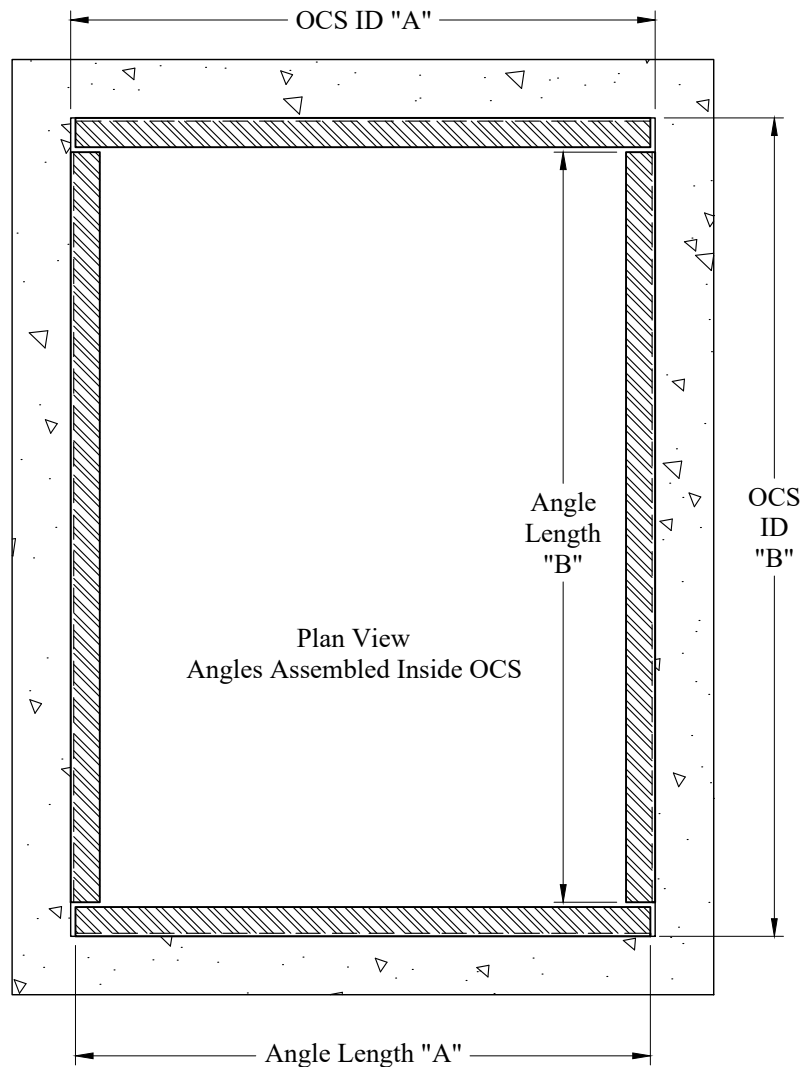 OCS ID "A"
Angle
Length
"B"
OCS
ID
"B"
Plan View
Angles Assembled Inside OCS
Angle Length "A"